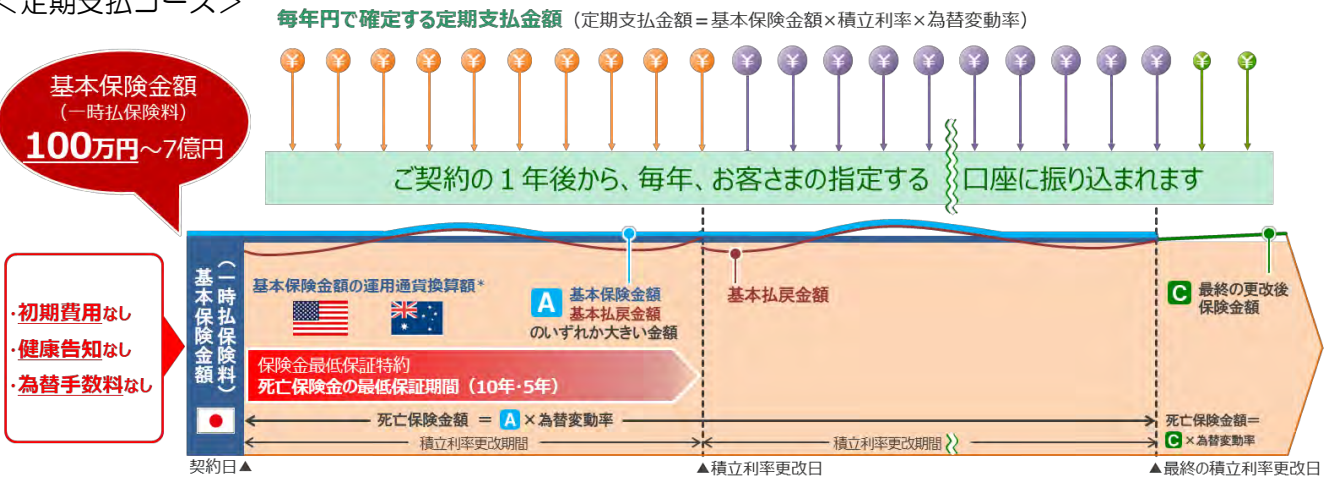 ＜定期支払コース＞
毎年円で確定する定期支払金額（定期支払金額＝基本保険金額×積立利率×為替変動率）
¥ ¥ ¥ ¥ ¥ ¥ ¥ ¥ ¥ ¥ ¥ ¥ ¥ ¥ ¥ ¥ ¥ ¥ ¥ ¥ ¥ ¥
基本保険金額
（一時払保険料）
100万円～7億円
ご契約の１年後から、毎年、お客さまの指定する 口座に振り込まれます
・初期費用なし
・健康告知なし
・為替手数料なし
基本保険金額
（一時払保険料）
基本保険金額の運用通貨換算額*
A 基本保険金額
基本払戻金額
のいずれか大きい金額
基本払戻金額
C 最終の更改後
保険金額
保険金最低保証特約
死亡保険金の最低保証期間（10年・5年）
死亡保険金額 ＝ A×為替変動率
死亡保険金額＝
C×為替変動率
積立利率更改期間
積立利率更改期間
契約日▲
▲積立利率更改日
▲最終の積立利率更改日